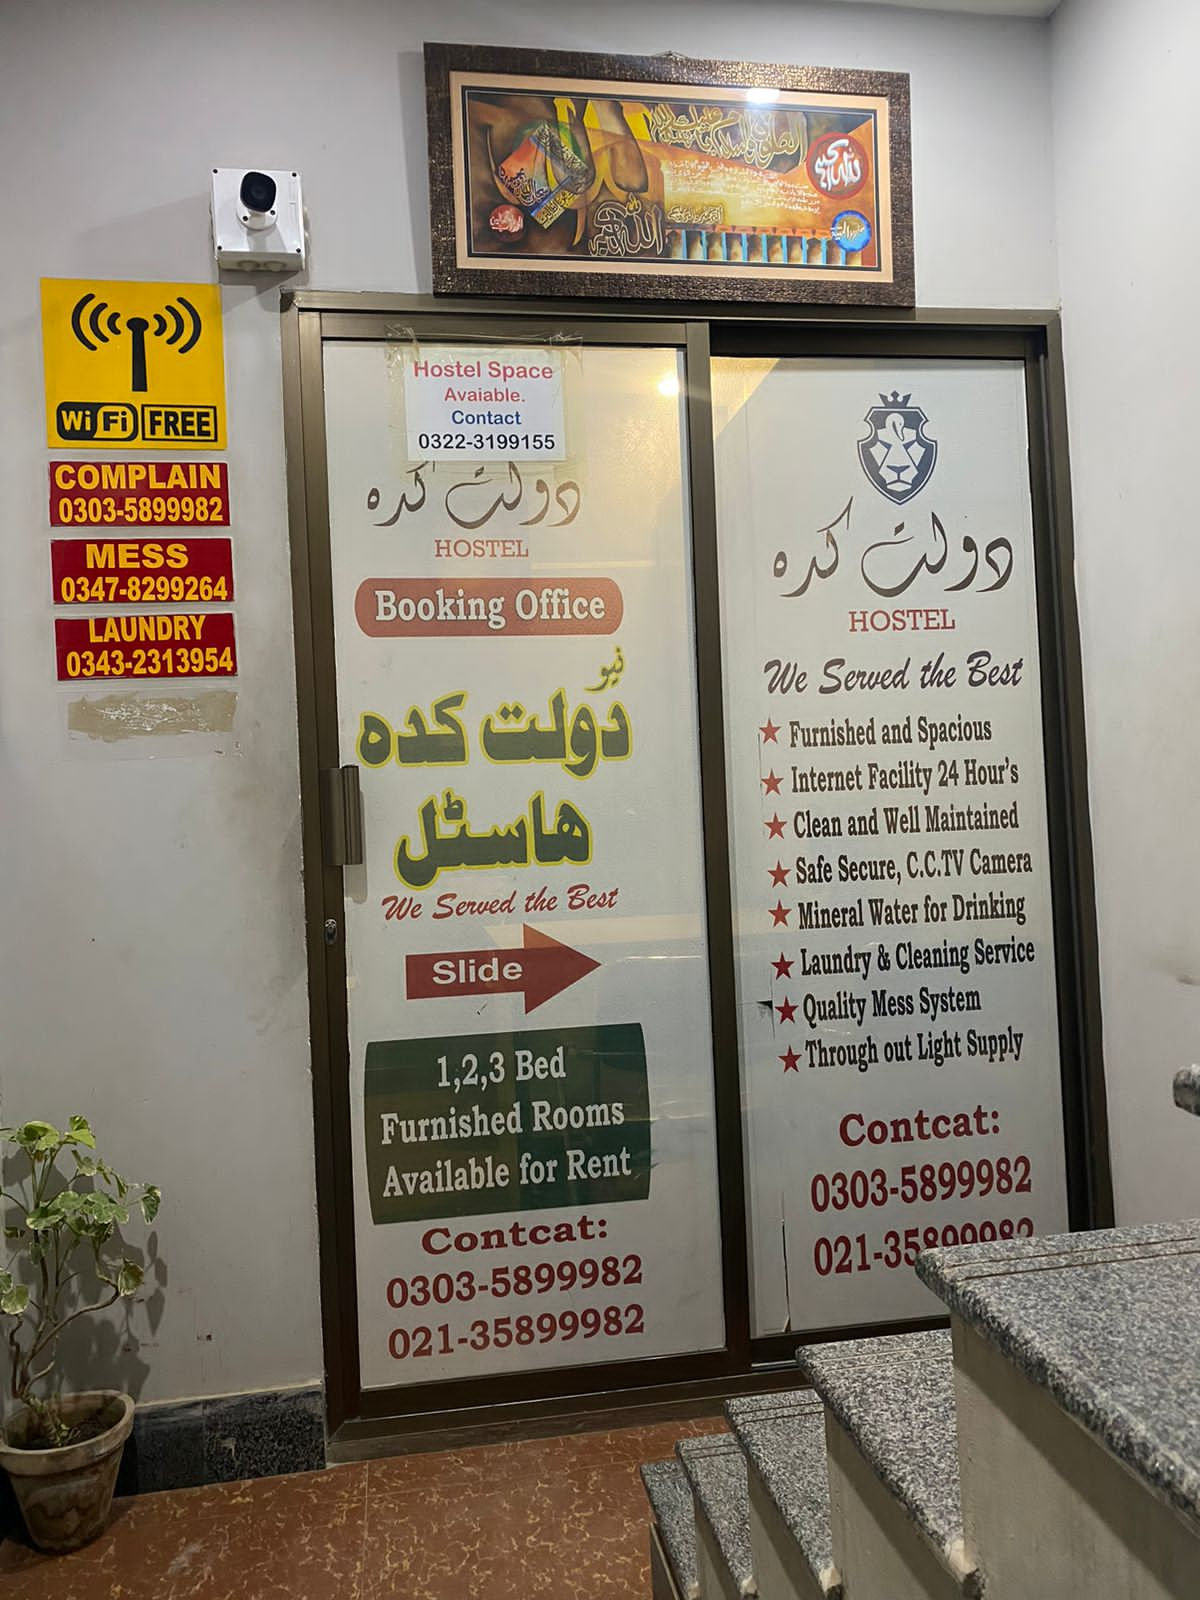 WiFi FREE
COMPLAIN
0303-5899982
MESS
0347-8299264
LAUNDRY
0343-2313954
Hostel Space
Avaiable.
Contact
0322-3199155
دولت کدہ
HOSTEL
Booking Office
نیو
دولت کدہ
ھاسٹل
We Served the Best
Slide
1,2,3 Bed
Furnished Rooms
Available for Rent
Contcat:
0303-5899982
021-35899982
دولت کدہ
HOSTEL
We Served the Best
Furnished and Spacious
Internet Facility 24 Hour's
Clean and Well Maintained
Safe Secure, C.C.TV Camera
Mineral Water for Drinking
Laundry & Cleaning Service
Quality Mess System
Through out Light Supply
Contcat:
0303-5899982
021-35899982